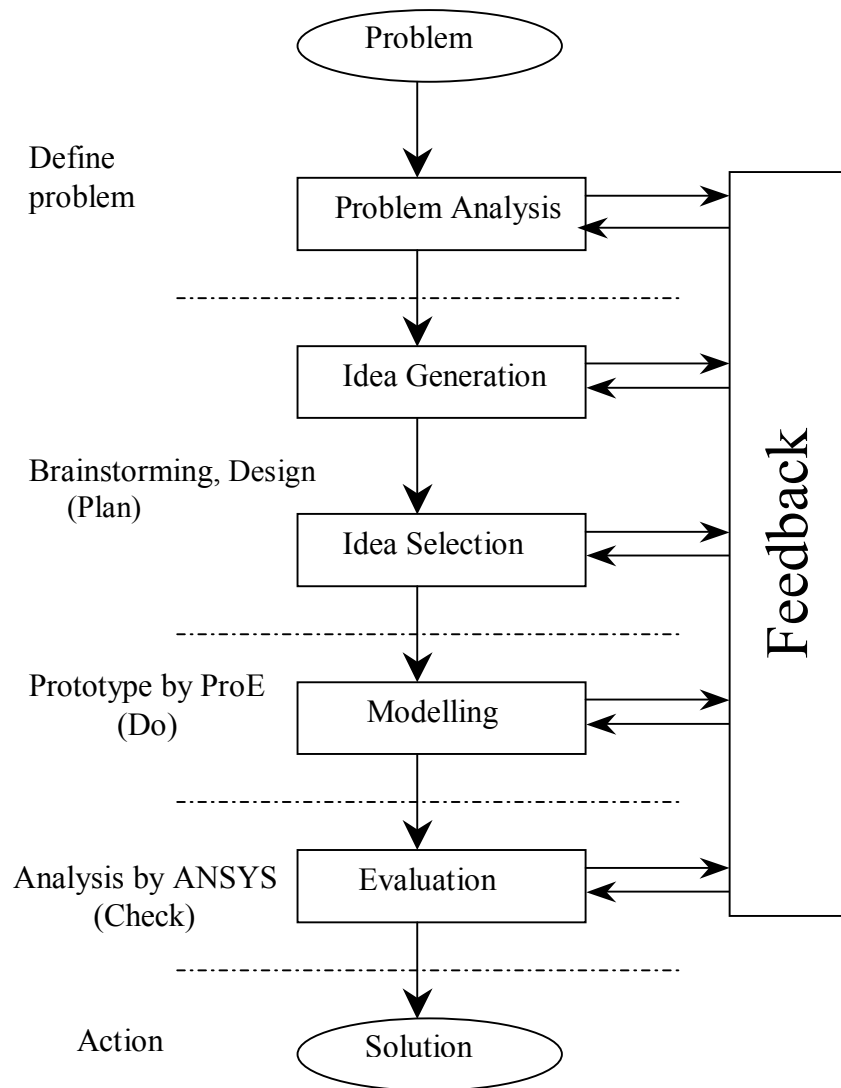 Problem
Define
problem
Problem Analysis
Idea Generation
Brainstorming, Design
(Plan)
Idea Selection
Feedback
Prototype by ProE
(Do)
Modelling
Analysis by ANSYS
(Check)
Evaluation
Action
Solution